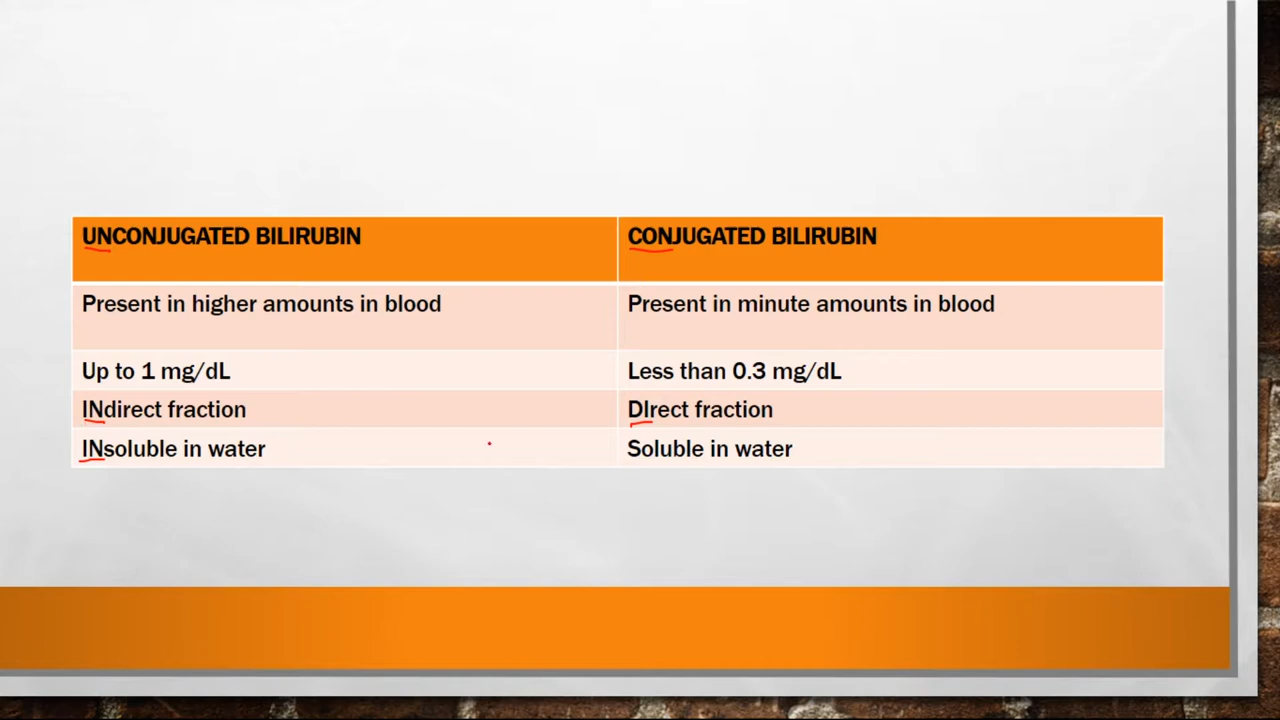 UNCONJUGATED BILIRUBIN
CONJUGATED BILIRUBIN
Present in higher amounts in blood
Present in minute amounts in blood
Up to 1 mg/dL
Less than 0.3 mg/dL
INdirect fraction
DIrect fraction
INsoluble in water
Soluble in water